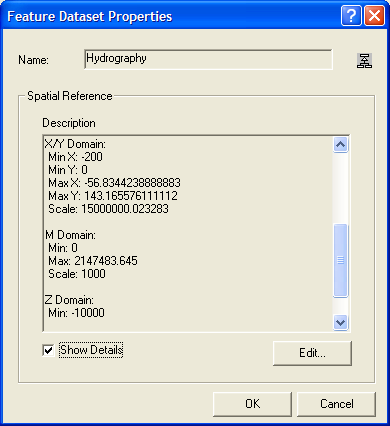 Feature Dataset Properties
Name: Hydrography
Spatial Reference
Description
X/Y Domain:
Min X: -200
Min Y: 0
Max X: -56.8344238888883
Max Y: 143.165576111112
Scale: 15000000.023283
M Domain:
Min: 0
Max: 2147483.645
Scale: 1000
Z Domain:
Min: -10000
Show Details
Edit...
OK Cancel